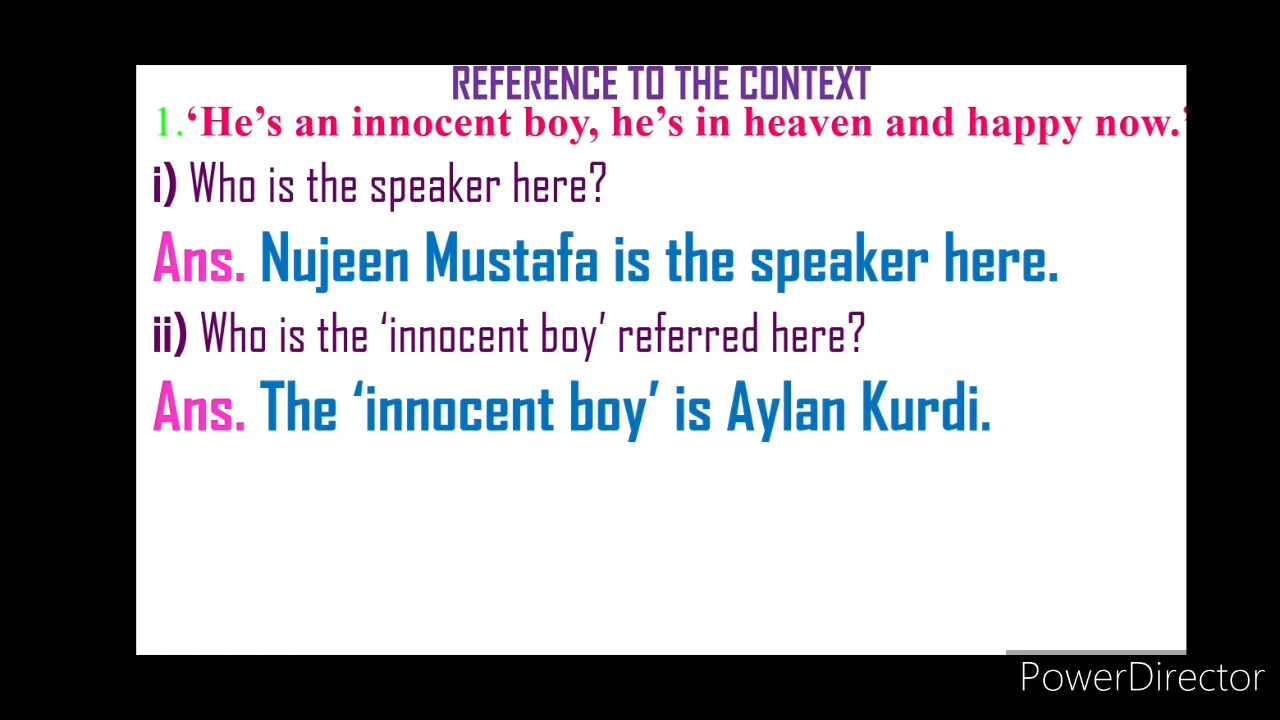 REFERENCE TO THE CONTEXT
1.‘He’s an innocent boy, he’s in heaven and happy now.’
i) Who is the speaker here?
Ans. Nujeen Mustafa is the speaker here.
ii) Who is the ‘innocent boy’ referred here?
Ans. The ‘innocent boy’ is Aylan Kurdi.
PowerDirector